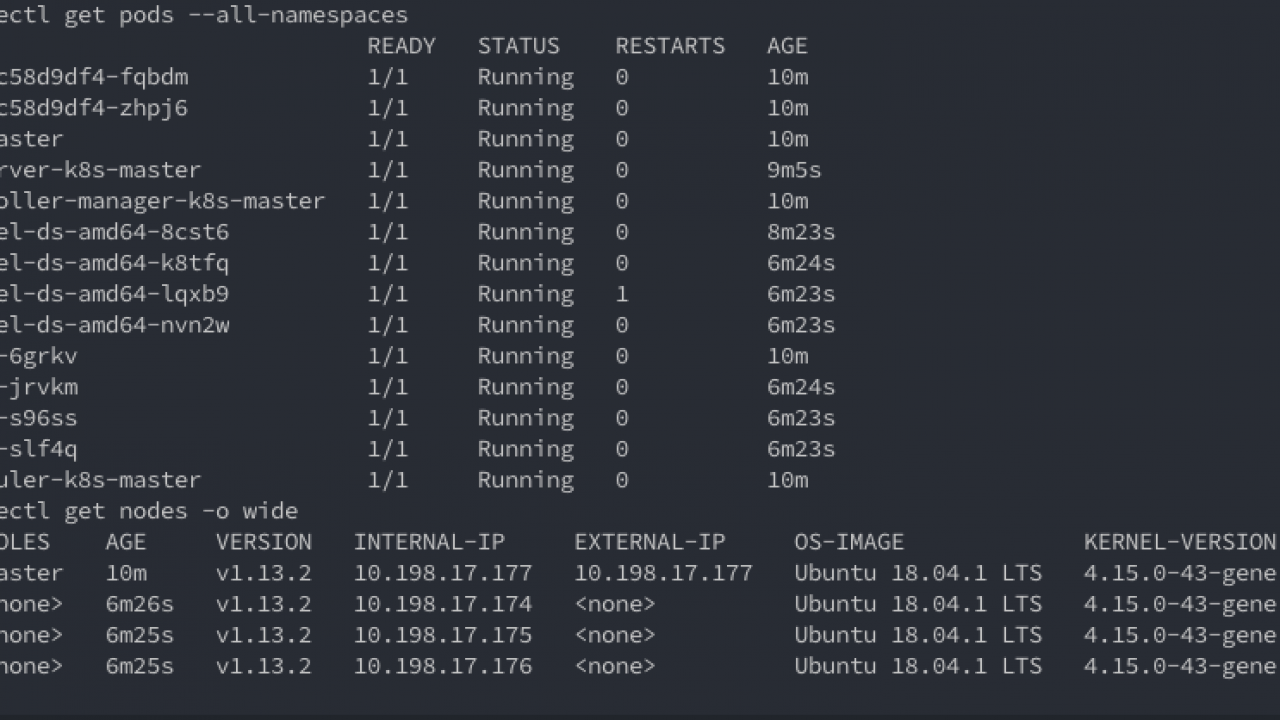 ectl get pods --all-namespaces
READY STATUS RESTARTS AGE
c58d9df4-fqbdm 1/1 Running 0 10m
c58d9df4-zhpj6 1/1 Running 0 10m
aster 1/1 Running 0 10m
rver-k8s-master 1/1 Running 0 9m5s
oller-manager-k8s-master 1/1 Running 0 10m
el-ds-amd64-8cst6 1/1 Running 0 8m23s
el-ds-amd64-k8tfq 1/1 Running 0 6m24s
el-ds-amd64-lqxb9 1/1 Running 1 6m23s
el-ds-amd64-nvn2w 1/1 Running 0 6m23s
-6grkv 1/1 Running 0 10m
-jrvkm 1/1 Running 0 6m24s
-s96ss 1/1 Running 0 6m23s
-slf4q 1/1 Running 0 6m23s
uler-k8s-master 1/1 Running 0 10m
ectl get nodes -o wide
OLES AGE VERSION INTERNAL-IP EXTERNAL-IP OS-IMAGE KERNEL-VERSION
aster 10m v1.13.2 10.198.17.177 10.198.17.177 Ubuntu 18.04.1 LTS 4.15.0-43-gene
none> 6m26s v1.13.2 10.198.17.174 <none> Ubuntu 18.04.1 LTS 4.15.0-43-gene
none> 6m25s v1.13.2 10.198.17.175 <none> Ubuntu 18.04.1 LTS 4.15.0-43-gene
none> 6m25s v1.13.2 10.198.17.176 <none> Ubuntu 18.04.1 LTS 4.15.0-43-gene